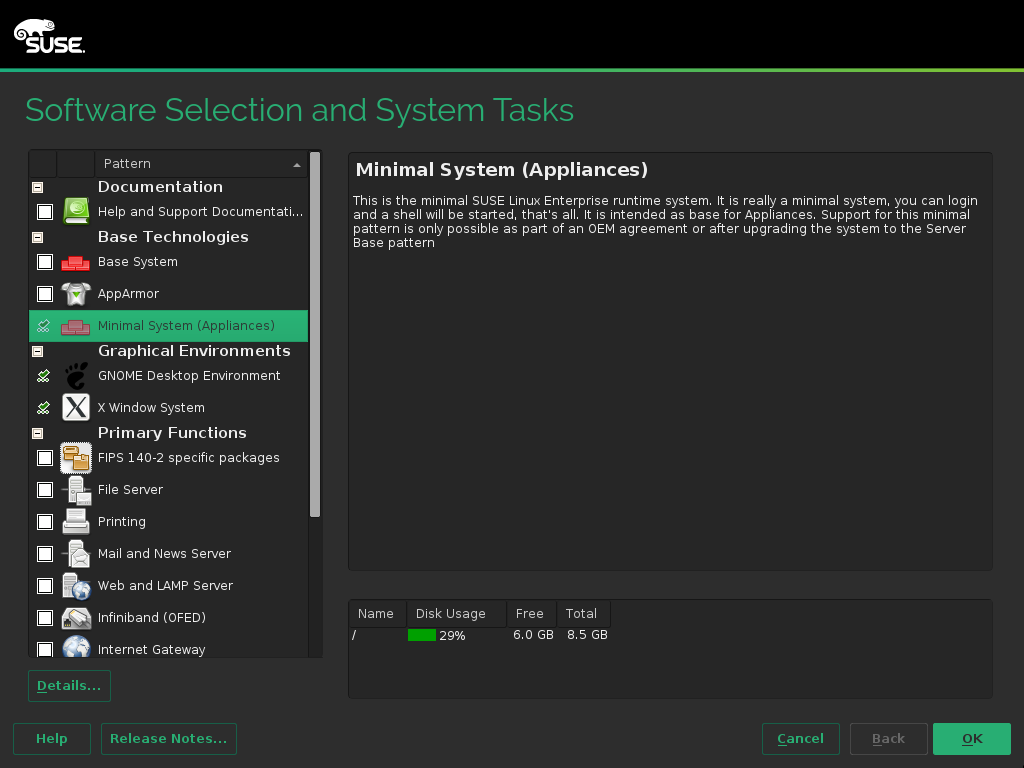 SUSE.
Software Selection and System Tasks
Pattern
Documentation
Help and Support Documentati...
Base Technologies
Base System
AppArmor
Minimal System (Appliances)
Graphical Environments
GNOME Desktop Environment
X Window System
Primary Functions
FIPS 140-2 specific packages
File Server
Printing
Mail and News Server
Web and LAMP Server
Infiniband (OFED)
Internet Gateway
Details...
Minimal System (Appliances)
This is the minimal SUSE Linux Enterprise runtime system. It is really a minimal system, you can login
and a shell will be started, that's all. It is intended as base for Appliances. Support for this minimal
pattern is only possible as part of an OEM agreement or after upgrading the system to the Server
Base pattern
Name Disk Usage Free Total
/ 29% 6.0 GB 8.5 GB
Help Release Notes... Cancel Back OK